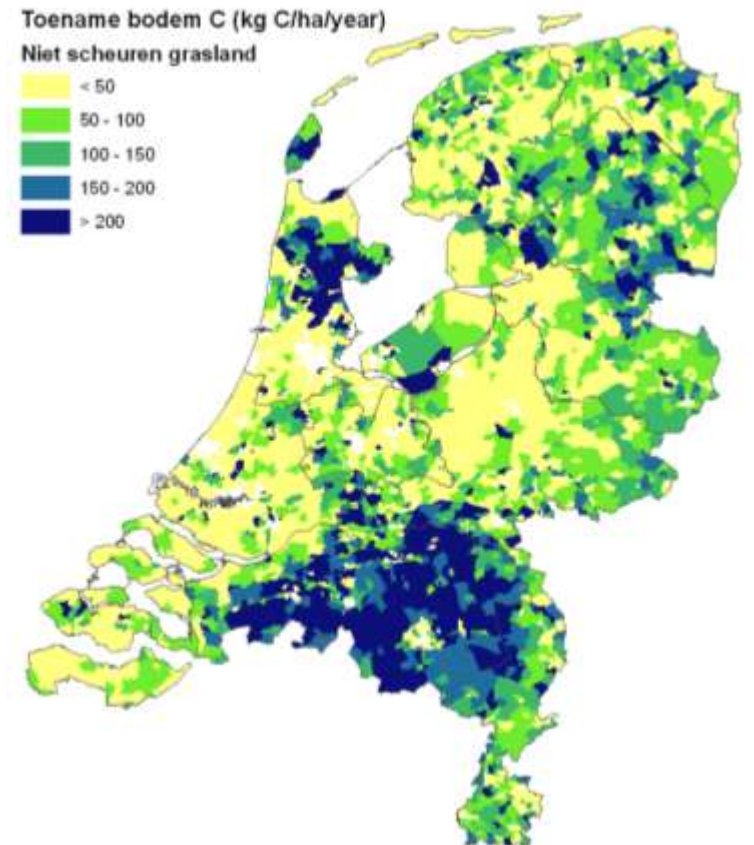 Toename bodem C (kg C/ha/year)
Niet scheuren grasland
< 50
50 - 100
100 - 150
150 - 200
> 200